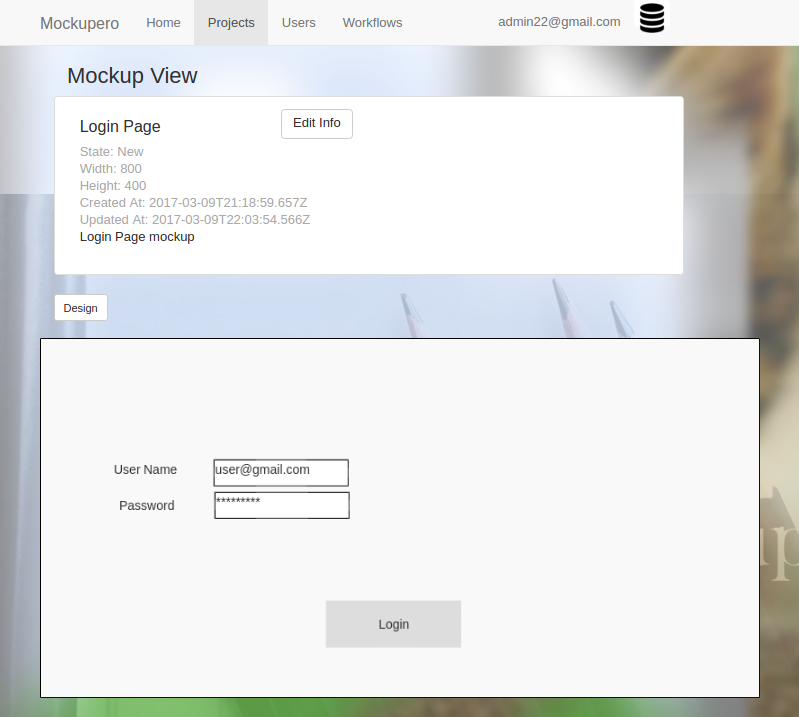 Mockupero Home Projects Users Workflows admin22@gmail.com
Mockup View
Login Page Edit Info
State: New
Width: 800
Height: 400
Created At: 2017-03-09T21:18:59.657Z
Updated At: 2017-03-09T22:03:54.566Z
Login Page mockup
Design
User Name user@gmail.com
Password *********
Login